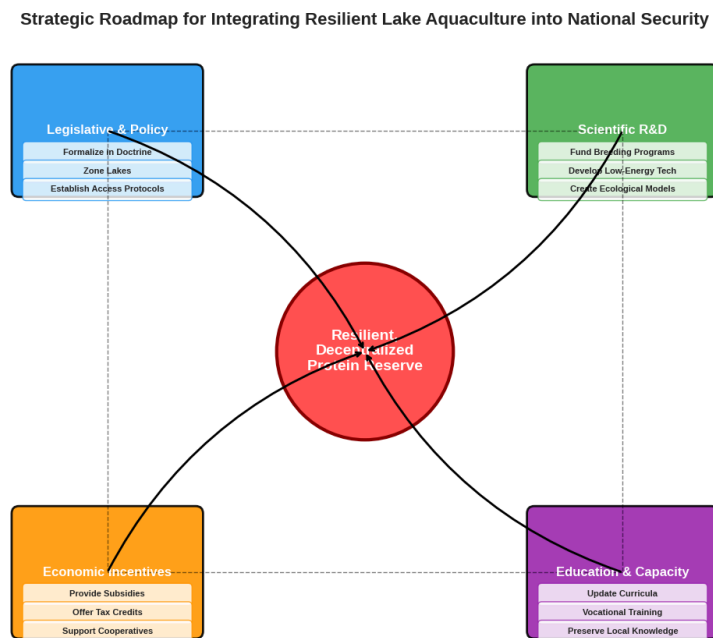 Strategic Roadmap for Integrating Resilient Lake Aquaculture into National Security
Legislative & Policy
Formalize in Doctrine
Zone Lakes
Establish Access Protocols
Scientific R&D
Fund Breeding Programs
Develop Low-Energy Tech
Create Ecological Models
Resilient
Decentralized
Protein Reserve
Economic Incentives
Provide Subsidies
Offer Tax Credits
Support Cooperatives
Education & Capacity
Update Curricula
Vocational Training
Preserve Local Knowledge